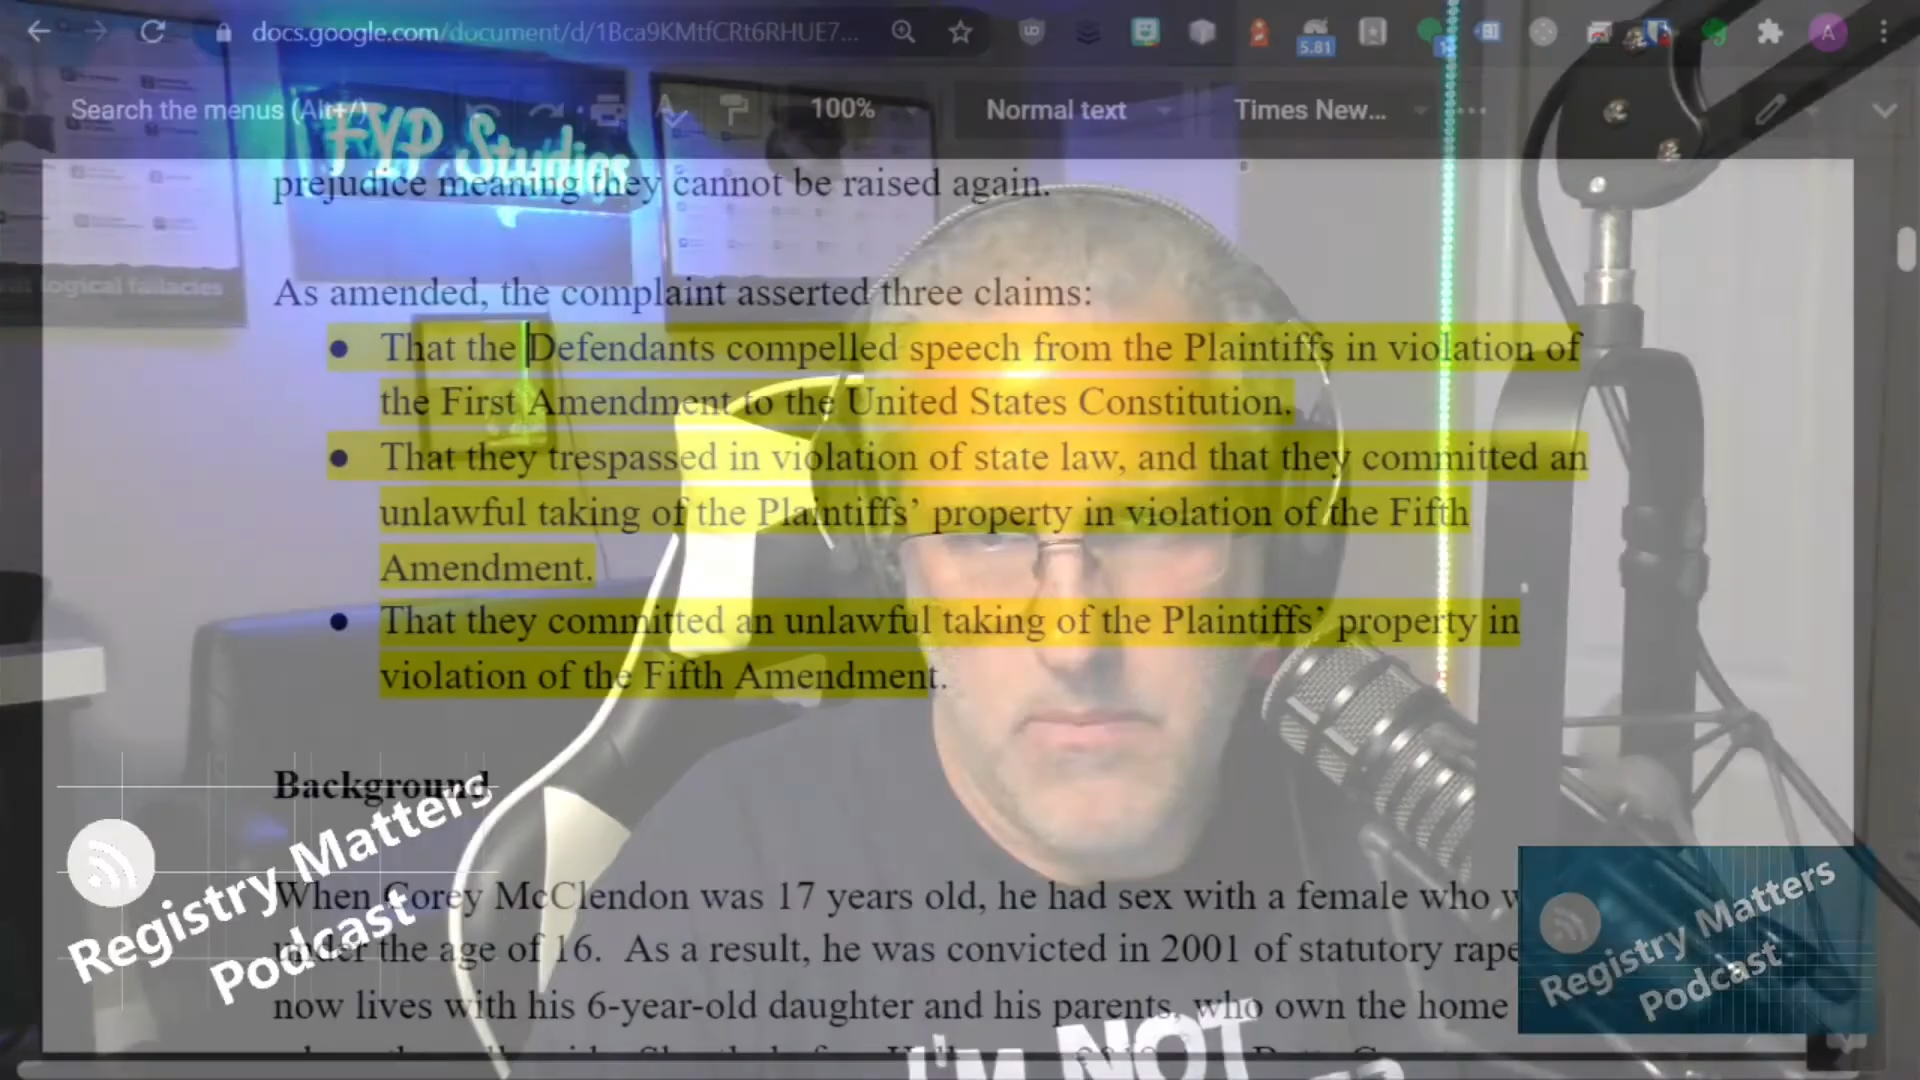 docs.google.com/document/d/1Bca9KMtfCRt6RHUE7...
5.81
A
Search the menus (Alt+/)
100%
Normal text
Times New...
FYP Studios
prejudice meaning they cannot be raised again.
logical fallacies
As amended, the complaint asserted three claims:
• That the Defendants compelled speech from the Plaintiffs in violation of
the First Amendment to the United States Constitution.
• That they trespassed in violation of state law, and that they committed an
unlawful taking of the Plaintiffs’ property in violation of the Fifth
Amendment.
• That they committed an unlawful taking of the Plaintiffs’ property in
violation of the Fifth Amendment.
Background
When Corey McClendon was 17 years old, he had sex with a female who
under the age of 16. As a result, he was convicted in 2001 of statutory rape
now lives with his 6-year-old daughter and his parents, who own the home
Registry Matters
Podcast
Registry Matters
Podcast
I'M NOT